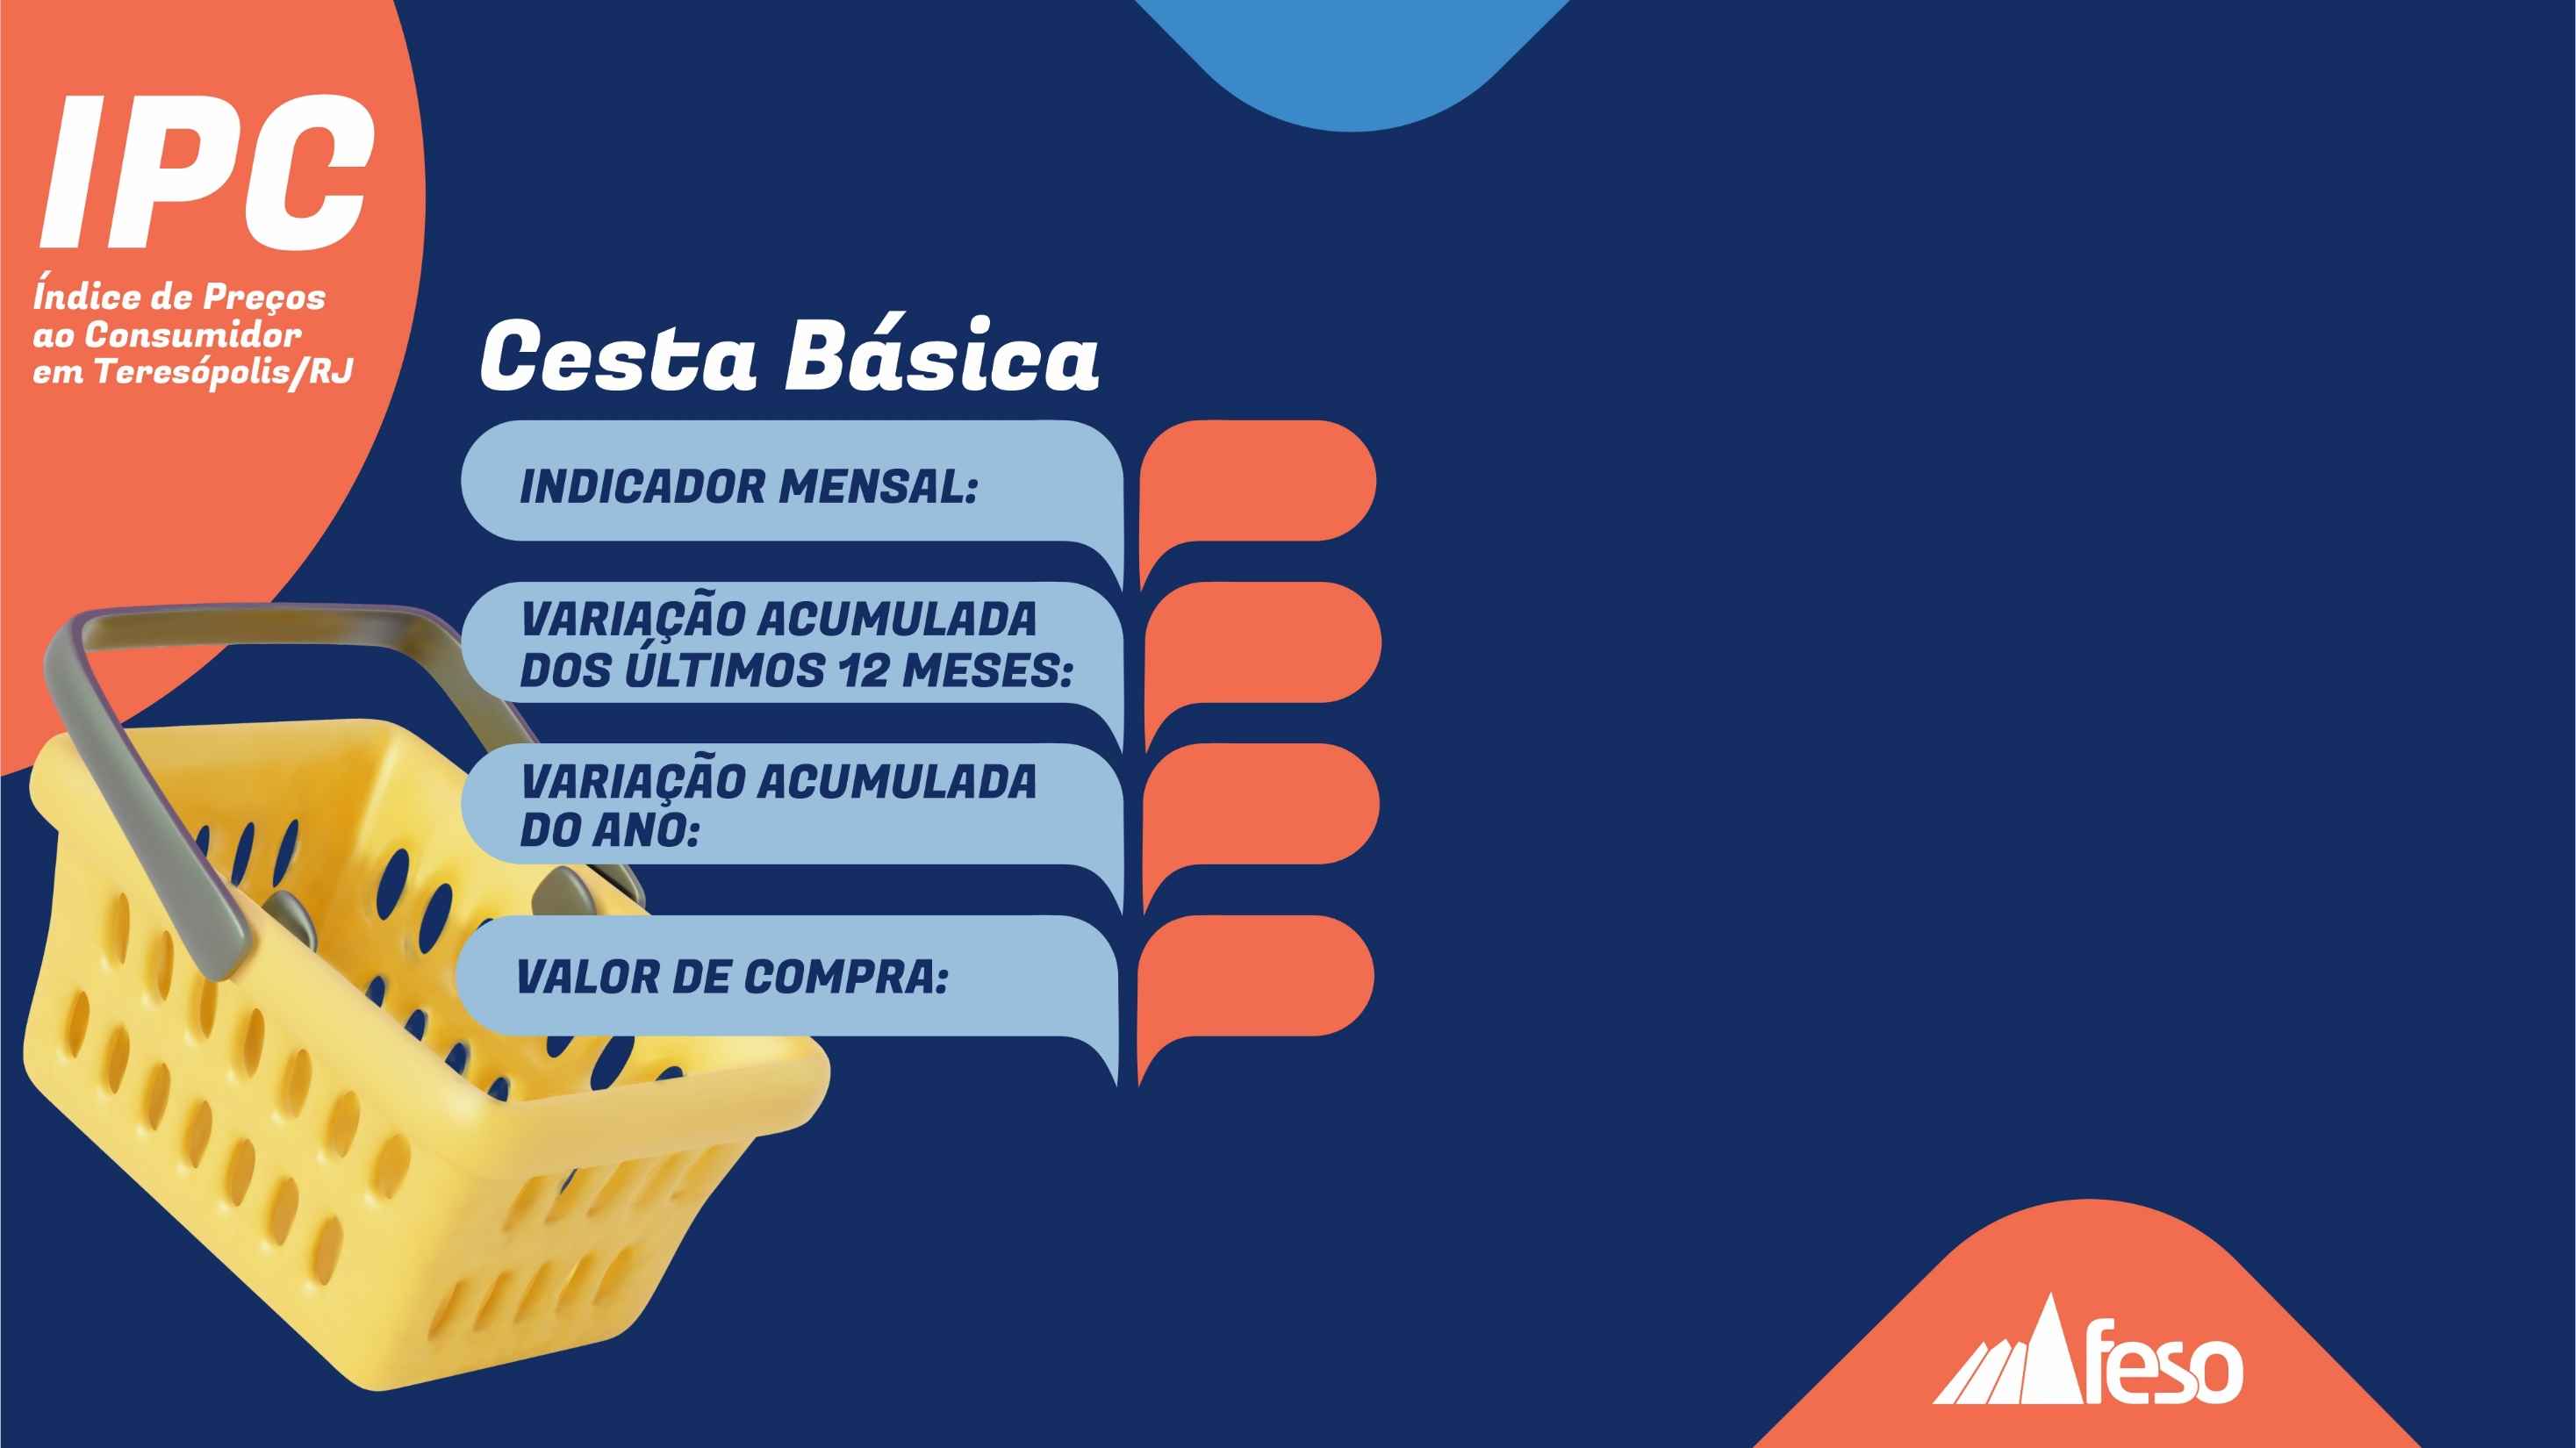 IPC
Índice de Preços
ao Consumidor
em Teresópolis/RJ
Cesta Básica
INDICADOR MENSAL:
VARIAÇÃO ACUMULADA
DOS ÚLTIMOS 12 MESES:
VARIAÇÃO ACUMULADA
DO ANO:
VALOR DE COMPRA:
feso